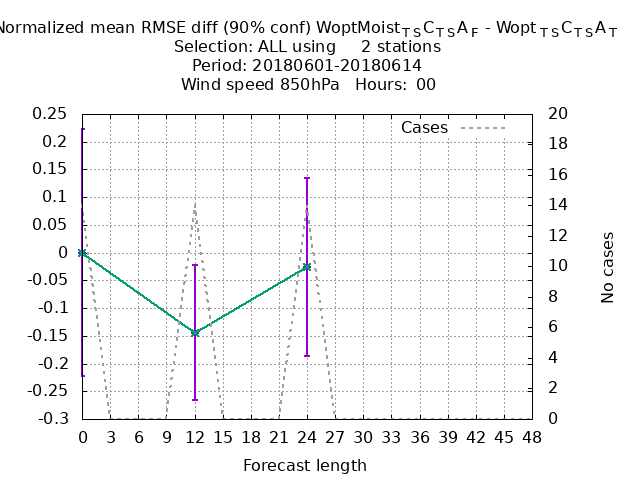 Normalized mean RMSE diff (90% conf) WoptMoistTSCTSAF - WoptTSCTSAT
Selection: ALL using 2 stations
Period: 20180601-20180614
Wind speed 850hPa Hours: 00
Cases
0.25
0.2
0.15
0.1
0.05
0
-0.05
-0.1
-0.15
-0.2
-0.25
-0.3
20
18
16
14
12
10
8
6
4
2
0
No cases
0 3 6 9 12 15 18 21 24 27 30 33 36 39 42 45 48
Forecast length